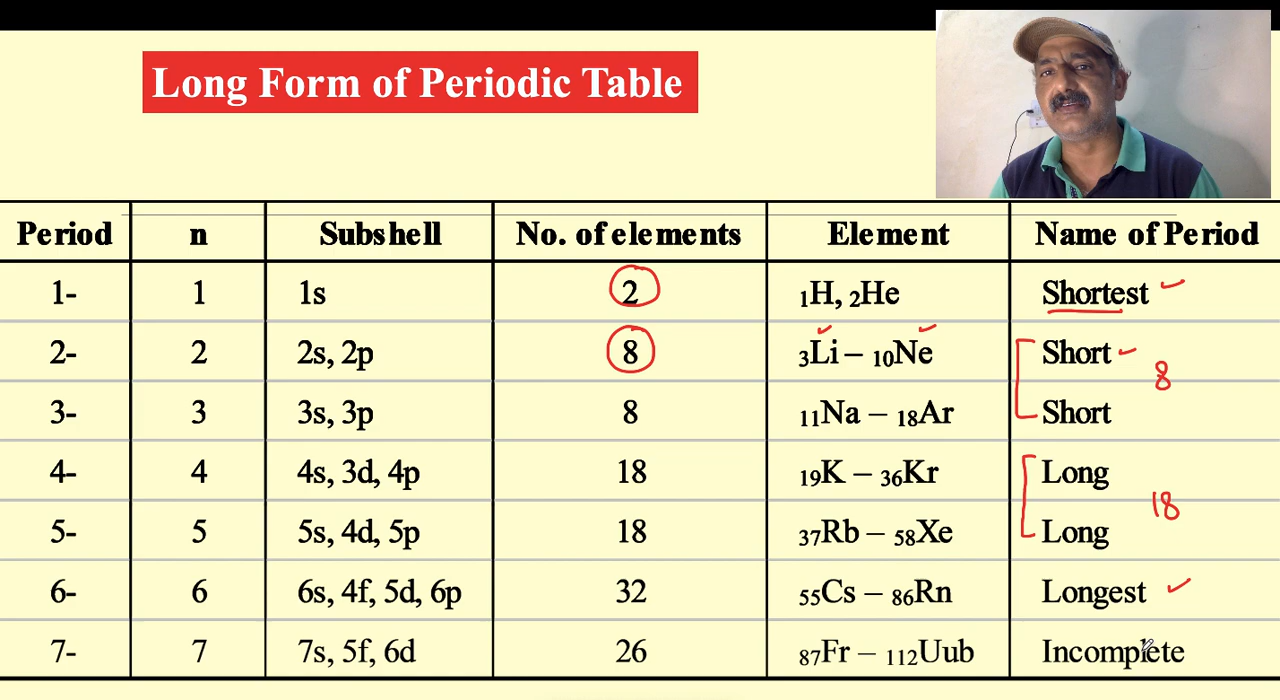 Long Form of Periodic Table
Period n Subshell No. of elements Element Name of Period
1- 1 1s 2 ₁H, ₂He Shortest
2- 2 2s, 2p 8 ₃Li – ₁₀Ne Short
8
3- 3 3s, 3p 8 ₁₁Na – ₁₈Ar Short
4- 4 4s, 3d, 4p 18 ₁₉K – ₃₆Kr Long
18
5- 5 5s, 4d, 5p 18 ₃₇Rb – ₅₈Xe Long
6- 6 6s, 4f, 5d, 6p 32 ₅₅Cs – ₈₆Rn Longest
7- 7 7s, 5f, 6d 26 ₈₇Fr – ₁₁₂Uub Incomplete